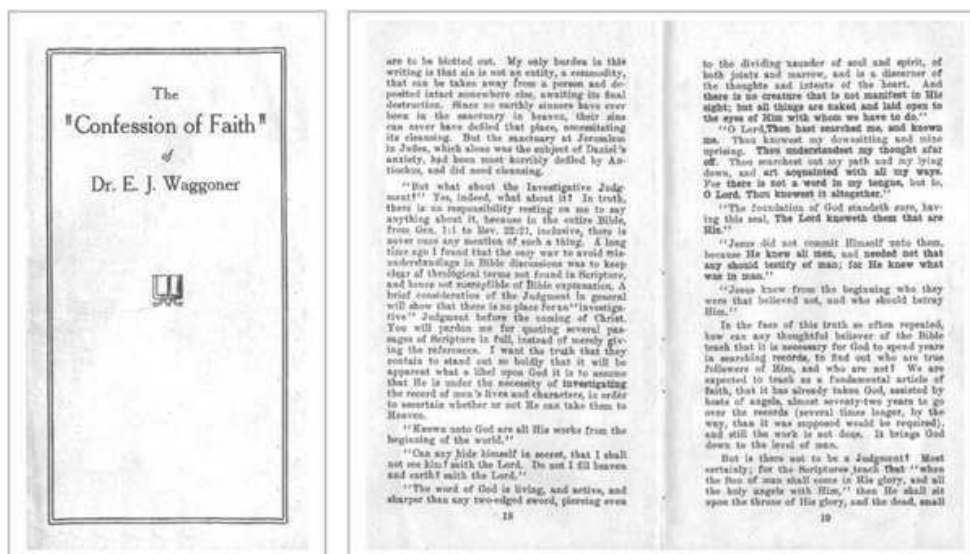 The
"Confession of Faith"
of
Dr. E. J. Waggoner
are to be blotted out. My only burden in this
writing is that sin is not an entity, a commodity,
that can be taken away from a person and de-
posited intact somewhere else, awaiting its final
destruction. Since no earthly sinners have ever
been in the sanctuary in heaven, their sins
can never have defiled that place, necessitating
its cleansing. But the sanctuary at Jerusalem
in Judea, which alone was the subject of Daniel's
anxiety, had been most horribly defiled by An-
tiochus, and did need cleansing.
"But what about the Investigative Judg-
ment?" Yes, indeed, what about it? In truth,
there is no responsibility resting on me to say
anything about it, because in the entire Bible,
from Gen. 1:1 to Rev. 22:21, inclusive, there is
never once any mention of such a thing. A long
time ago I found that the only way to avoid mis-
understandings in Bible discussions was to keep
clear of theological terms not found in Scripture,
and hence not susceptible of Bible explanation. A
brief consideration of the Judgment in general
will show that there is no place for an "investiga-
tive" Judgment before the coming of Christ.
You will pardon me for quoting several pas-
sages of Scripture in full, instead of merely giv-
ing the references. I want the truth that they
contain to stand out so boldly that it will be
apparent what a libel upon God it is to assume
that He is under the necessity of investigating
the record of men's lives and characters, in order
to ascertain whether or not He can take them to
Heaven.
"Known unto God are all His works from the
beginning of the world."
"Can any hide himself in secret, that I shall
not see him? saith the Lord. Do not I fill heaven
and earth? saith the Lord."
"The word of God is living, and active, and
sharper than any two-edged sword, piercing even
18
to the dividing asunder of soul and spirit, of
both joints and marrow, and is a discerner of
the thoughts and intents of the heart. And
there is no creature that is not manifest in His
sight; but all things are naked and laid open to
the eyes of Him with whom we have to do."
"O Lord, Thou hast searched me, and known
me. Thou knowest my downsitting and mine
uprising. Thou understandest my thought afar
off. Thou searchest out my path and my lying
down, and art acquainted with all my ways.
For there is not a word in my tongue, but lo,
O Lord, Thou knowest it altogether."
"The foundation of God standeth sure, hav-
ing this seal, The Lord knoweth them that are
His."
"Jesus did not commit Himself unto them,
because He knew all men, and needed not that
any should testify of man; for He knew what
was in man."
"Jesus knew from the beginning who they
were that believed not, and who should betray
Him."
In the face of this truth so often repeated,
how can any thoughtful believer of the Bible
teach that it is necessary for God to spend years
in searching records, to find out who are true
followers of Him, and who are not? We are
expected to teach as a fundamental article of
faith, that it has already taken God, assisted by
hosts of angels, almost seventy-two years to go
over the records (several times longer, by the
way, than it was supposed would be required),
and still the work is not done. It brings God
down to the level of man.
But is there not to be a Judgment? Most
certainly; for the Scriptures teach that "when
the Son of man shall come in His glory, and all
the holy angels with Him," then He shall sit
upon the throne of His glory, and the dead, small
19